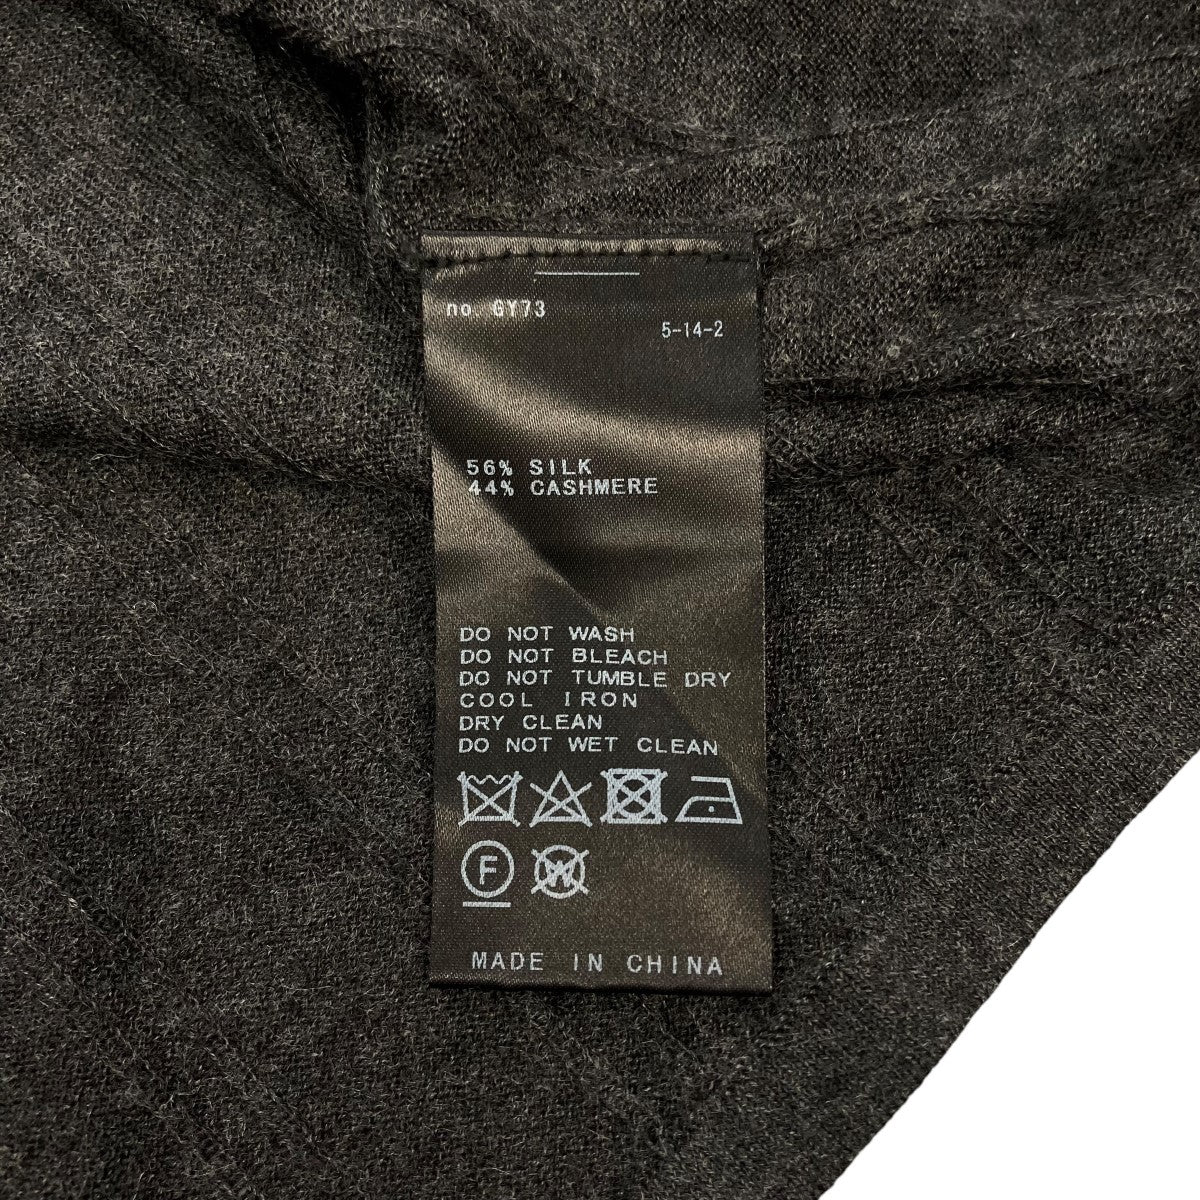 no. GY73
5-14-2
56% SILK
44% CASHMERE
DO NOT WASH
DO NOT BLEACH
DO NOT TUMBLE DRY
COOL IRON
DRY CLEAN
DO NOT WET CLEAN
F W
MADE IN CHINA